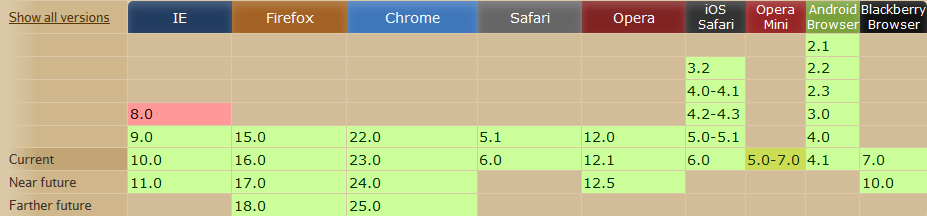 Show all versions IE Firefox Chrome Safari Opera iOS Safari Opera Mini Android Browser Blackberry Browser
2.1
3.2 2.2
4.0-4.1 2.3
8.0 4.2-4.3 3.0
9.0 15.0 22.0 5.1 12.0 5.0-5.1 4.0
Current 10.0 16.0 23.0 6.0 12.1 6.0 5.0-7.0 4.1 7.0
Near future 11.0 17.0 24.0 12.5 10.0
Farther future 18.0 25.0